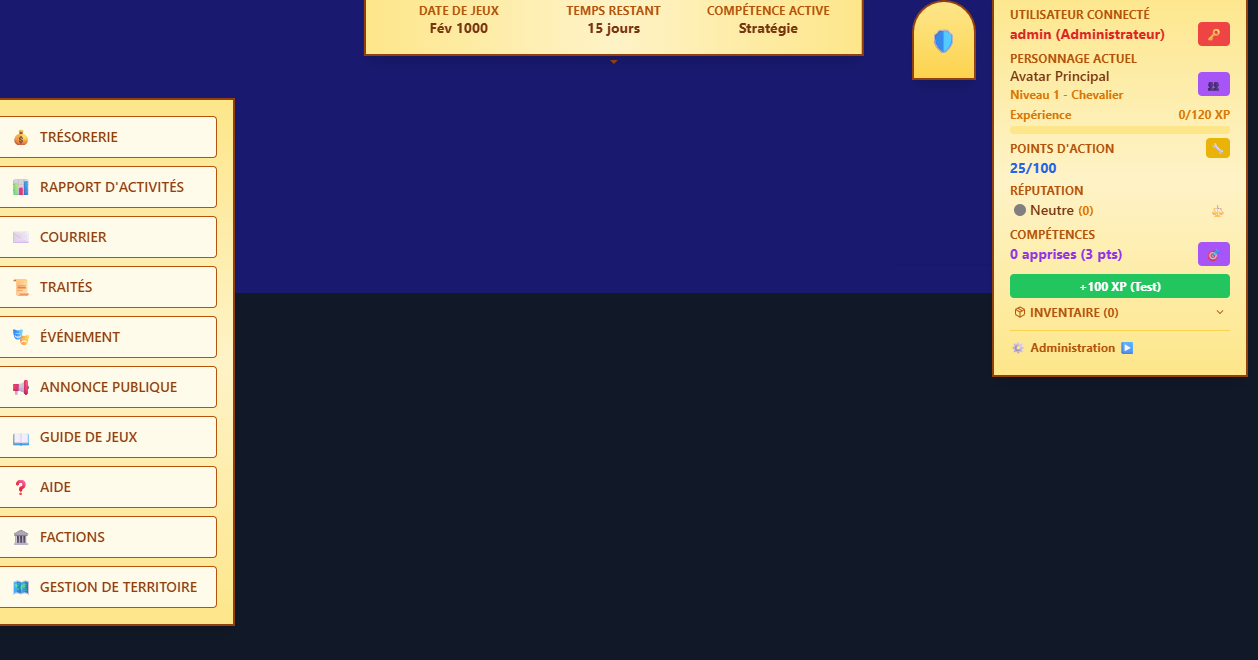 DATE DE JEUX
Fév 1000
TEMPS RESTANT
15 jours
COMPÉTENCE ACTIVE
Stratégie
TRÉSORERIE
RAPPORT D'ACTIVITÉS
COURRIER
TRAITÉS
ÉVÉNEMENT
ANNONCE PUBLIQUE
GUIDE DE JEUX
AIDE
FACTIONS
GESTION DE TERRITOIRE
UTILISATEUR CONNECTÉ
admin (Administrateur)
PERSONNAGE ACTUEL
Avatar Principal
Niveau 1 - Chevalier
Expérience 0/120 XP
POINTS D'ACTION
25/100
RÉPUTATION
Neutre (0)
COMPÉTENCES
0 apprises (3 pts)
+100 XP (Test)
INVENTAIRE (0)
Administration